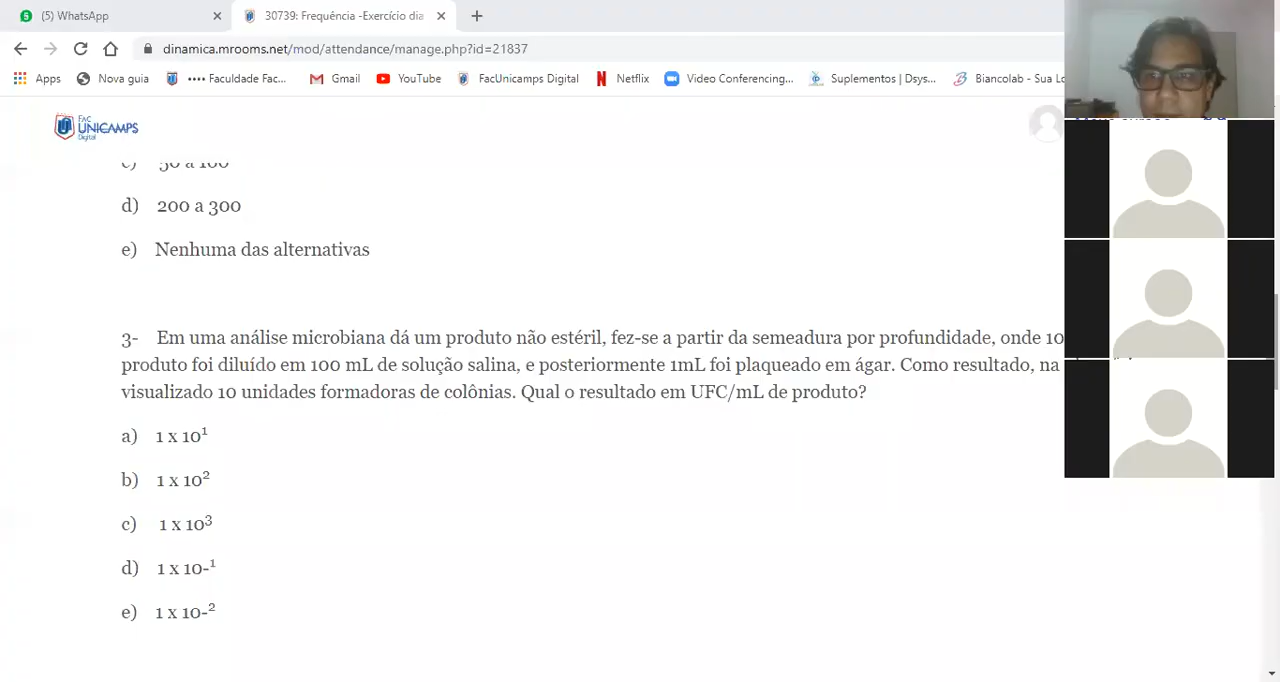 (5) WhatsApp
30739: Frequência -Exercício dia
dinamica.mrooms.net/mod/attendance/manage.php?id=21837
Apps
Nova guia
•••• Faculdade Fac...
Gmail
YouTube
FacUnicamps Digital
Netflix
Video Conferencing...
Suplementos | Dsys...
Biancolab - Sua Lo
FAC
UNICAMPS
Digital
c) 50 a 100
d) 200 a 300
e) Nenhuma das alternativas
3- Em uma análise microbiana dá um produto não estéril, fez-se a partir da semeadura por profundidade, onde 10
produto foi diluído em 100 mL de solução salina, e posteriormente 1mL foi plaqueado em ágar. Como resultado, na
visualizado 10 unidades formadoras de colônias. Qual o resultado em UFC/mL de produto?
a) 1 x 10¹
b) 1 x 10²
c) 1 x 10³
d) 1 x 10-¹
e) 1 x 10-²